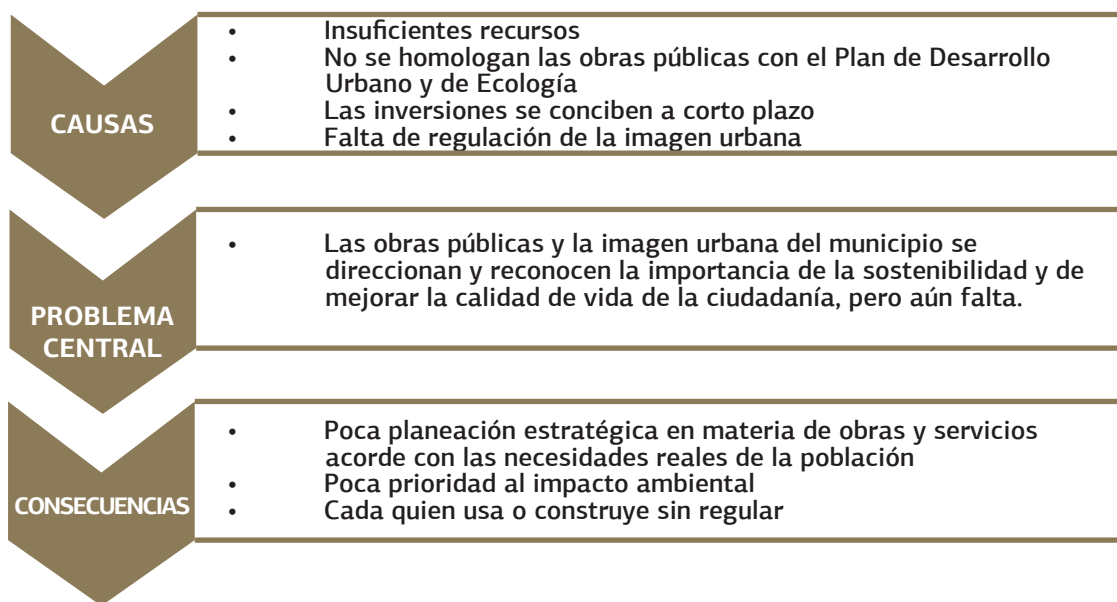 CAUSAS
• Insuficientes recursos
• No se homologan las obras públicas con el Plan de Desarrollo
Urbano y de Ecología
• Las inversiones se conciben a corto plazo
• Falta de regulación de la imagen urbana
PROBLEMA
CENTRAL
• Las obras públicas y la imagen urbana del municipio se
direccionan y reconocen la importancia de la sostenibilidad y de
mejorar la calidad de vida de la ciudadanía, pero aún falta.
CONSECUENCIAS
• Poca planeación estratégica en materia de obras y servicios
acorde con las necesidades reales de la población
• Poca prioridad al impacto ambiental
• Cada quien usa o construye sin regular